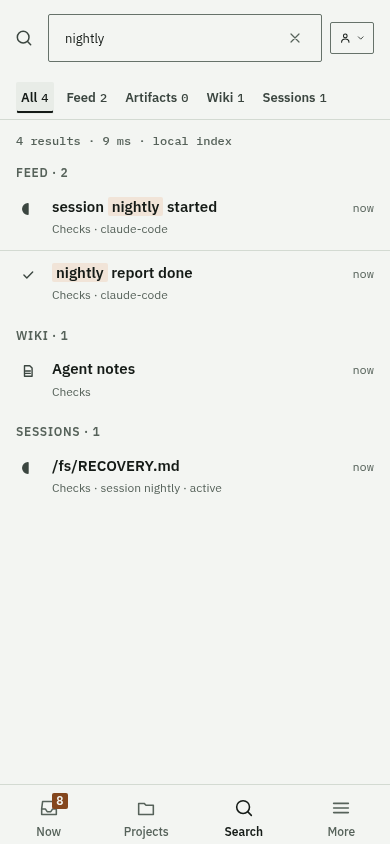 nightly
All 4 Feed 2 Artifacts 0 Wiki 1 Sessions 1
4 results · 9 ms · local index
FEED · 2
session nightly started now
Checks · claude-code
nightly report done now
Checks · claude-code
WIKI · 1
Agent notes now
Checks
SESSIONS · 1
/fs/RECOVERY.md now
Checks · session nightly · active
8
Now Projects Search More